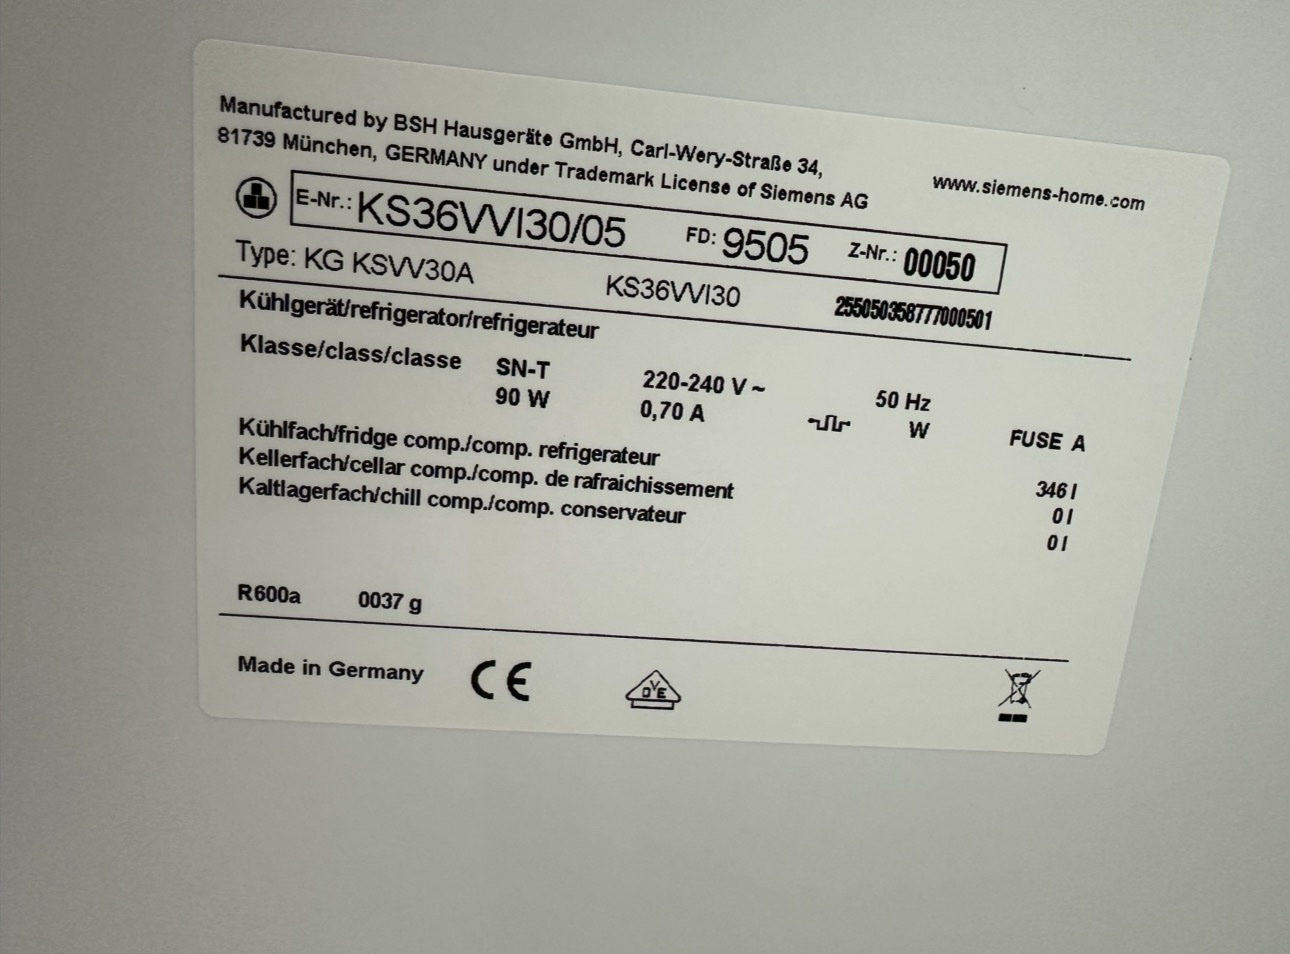 Manufactured by BSH Hausgeräte GmbH, Carl-Wery-Straße 34,
81739 München, GERMANY under Trademark License of Siemens AG
www.siemens-home.com
E-Nr.: KS36VVI30/05 FD: 9505 Z-Nr.: 00050
Type: KG KSVV30A KS36VVI30 255050358777000501
Kühlgerät/refrigerator/refrigerateur
Klasse/class/classe SN-T 220-240 V ~ 50 Hz
90 W 0,70 A W FUSE A
Kühlfach/fridge comp./comp. refrigerateur 346 l
Kellerfach/cellar comp./comp. de rafraichissement 0 l
Kaltlagerfach/chill comp./comp. conservateur 0 l
R600a 0037 g
Made in Germany CE DVE